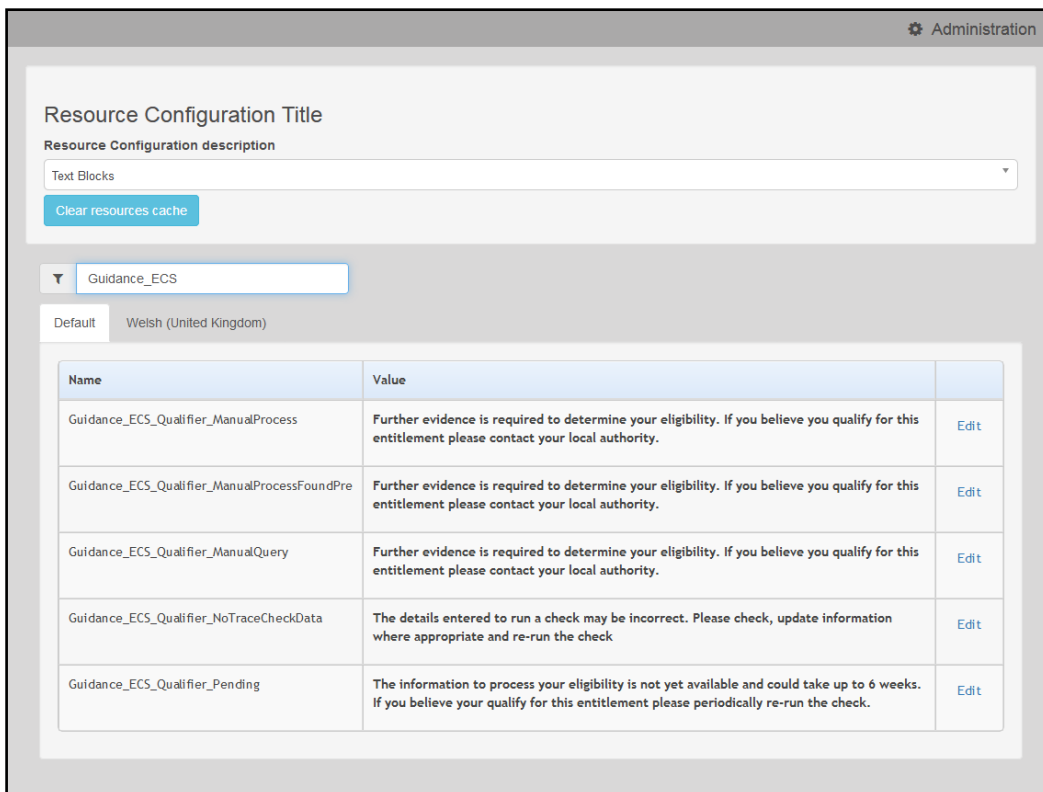 Administration
Resource Configuration Title
Resource Configuration description
Text Blocks
Clear resources cache
Guidance_ECS
Default Welsh (United Kingdom)
Name Value
Guidance_ECS_Qualifier_ManualProcess Further evidence is required to determine your eligibility. If you believe you qualify for this
entitlement please contact your local authority.
Edit
Guidance_ECS_Qualifier_ManualProcessFoundPre Further evidence is required to determine your eligibility. If you believe you qualify for this
entitlement please contact your local authority.
Edit
Guidance_ECS_Qualifier_ManualQuery Further evidence is required to determine your eligibility. If you believe you qualify for this
entitlement please contact your local authority.
Edit
Guidance_ECS_Qualifier_NoTraceCheckData The details entered to run a check may be incorrect. Please check, update information
where appropriate and re-run the check
Edit
Guidance_ECS_Qualifier_Pending The information to process your eligibility is not yet available and could take up to 6 weeks.
If you believe your qualify for this entitlement please periodically re-run the check.
Edit